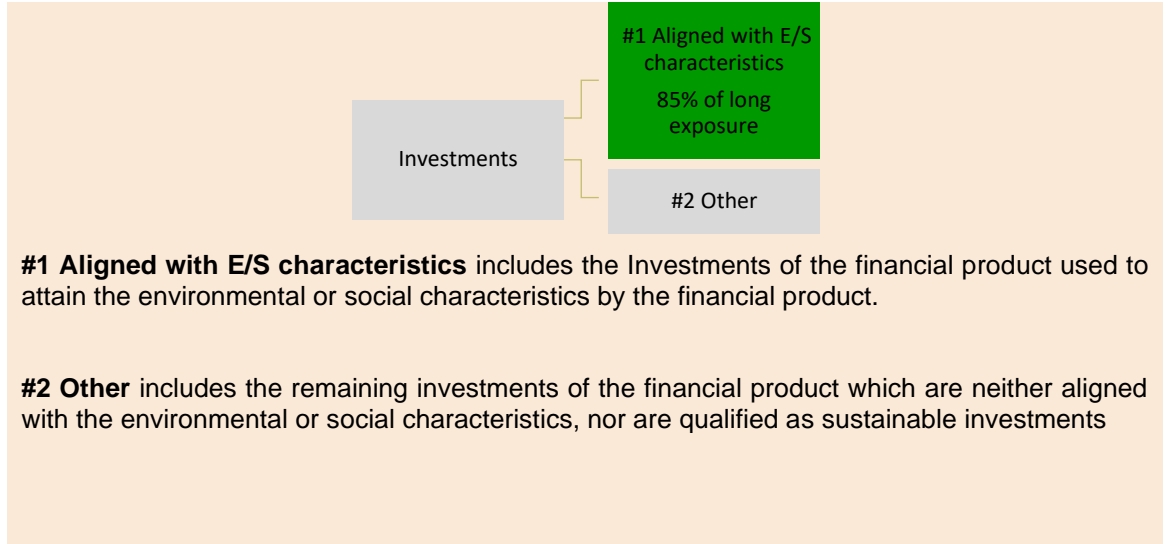 #1 Aligned with E/S
characteristics
85% of long
exposure
Investments
#2 Other
#1 Aligned with E/S characteristics includes the Investments of the financial product used to
attain the environmental or social characteristics by the financial product.
#2 Other includes the remaining investments of the financial product which are neither aligned
with the environmental or social characteristics, nor are qualified as sustainable investments